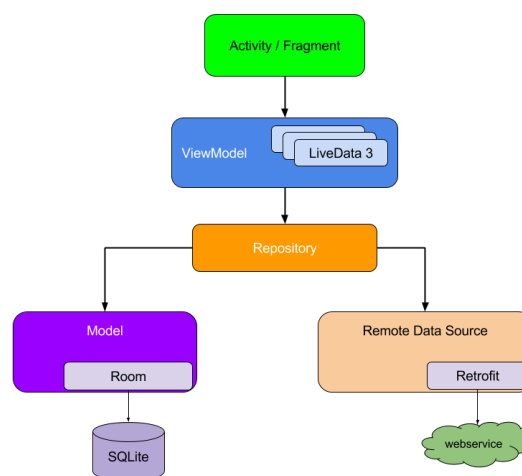 Activity / Fragment
ViewModel
LiveData 3
Repository
Model
Remote Data Source
Room
Retrofit
SQLite
webservice